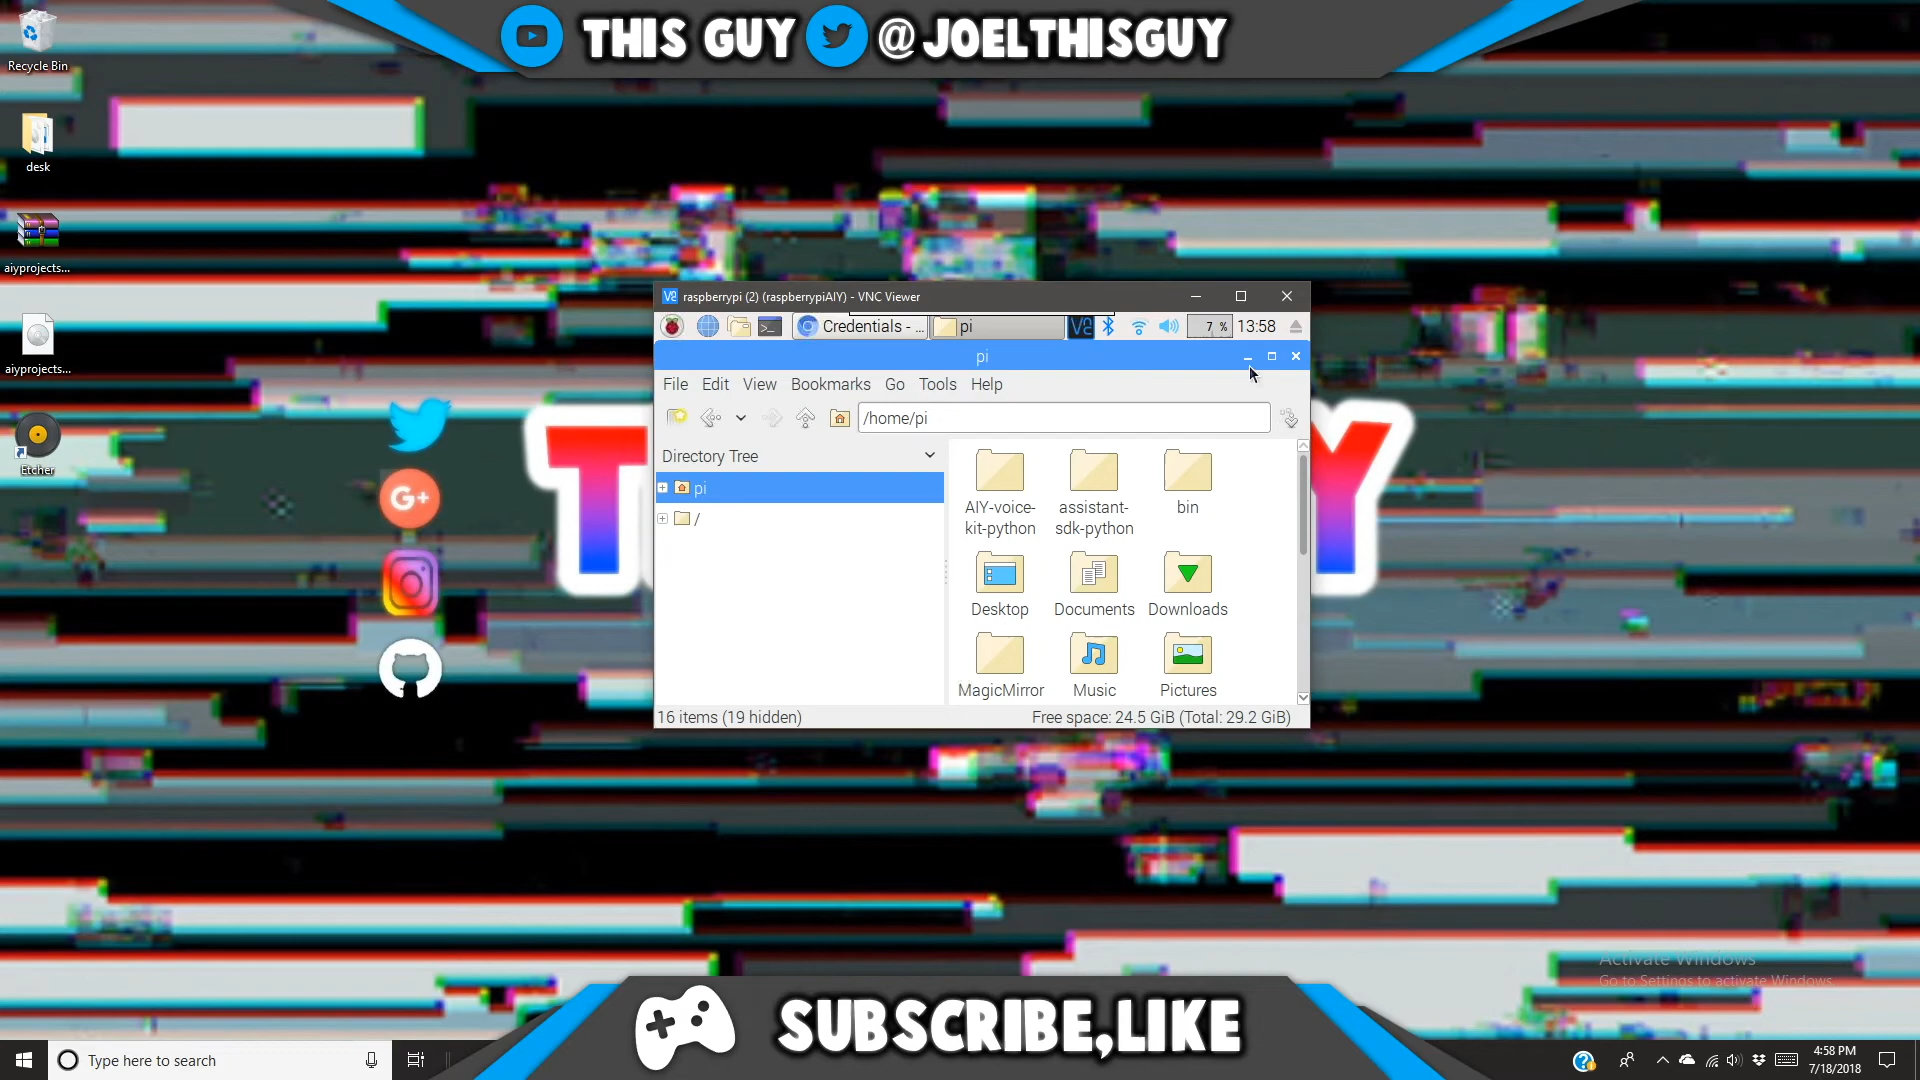 THIS GUY @JOELTHISGUY
Recycle Bin
desk
aiyprojects...
aiyprojects...
Etcher
raspberrypi (2) (raspberrypiAIY) - VNC Viewer
Credentials - ...
pi
7 %
13:58
pi
File Edit View Bookmarks Go Tools Help
/home/pi
Directory Tree
pi
/
AIY-voice-
kit-python
assistant-
sdk-python
bin
Desktop
Documents
Downloads
MagicMirror
Music
Pictures
16 items (19 hidden)
Free space: 24.5 GiB (Total: 29.2 GiB)
T
Y
G+
Activate Windows
Go to Settings to activate Windows.
SUBSCRIBE,LIKE
Type here to search
4:58 PM
7/18/2018